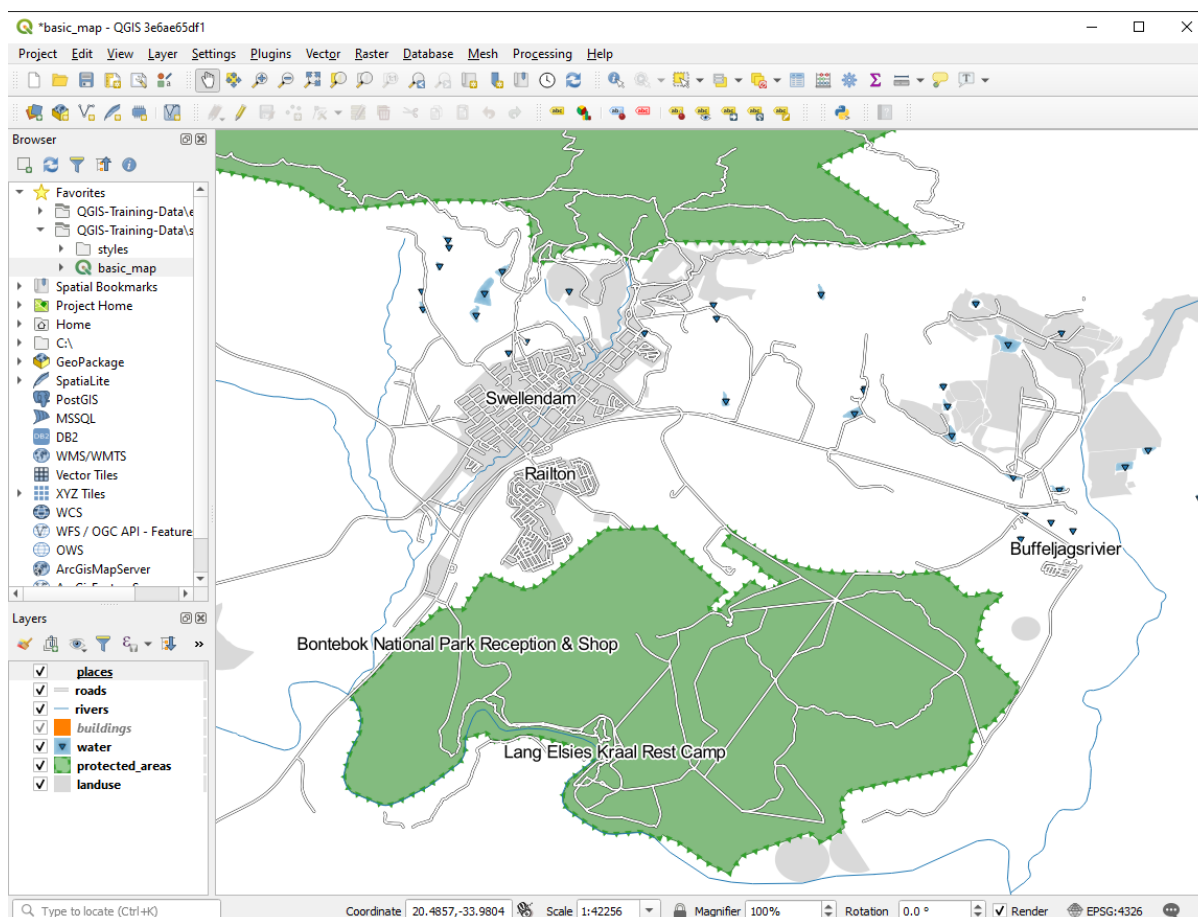 *basic_map - QGIS 3e6ae65df1
Project Edit View Layer Settings Plugins Vector Raster Database Mesh Processing Help
Browser
Favorites
QGIS-Training-Data\e
QGIS-Training-Data\s
styles
basic_map
Spatial Bookmarks
Project Home
Home
C:\
GeoPackage
SpatiaLite
PostGIS
MSSQL
DB2
WMS/WMTS
Vector Tiles
XYZ Tiles
WCS
WFS / OGC API - Feature
OWS
ArcGisMapServer
Layers
places
roads
rivers
buildings
water
protected_areas
landuse
Swellendam
Railton
Buffeljagsrivier
Bontebok National Park Reception & Shop
Lang Elsies Kraal Rest Camp
Type to locate (Ctrl+K) Coordinate 20.4857,-33.9804 Scale 1:42256 Magnifier 100% Rotation 0.0 ° Render EPSG:4326